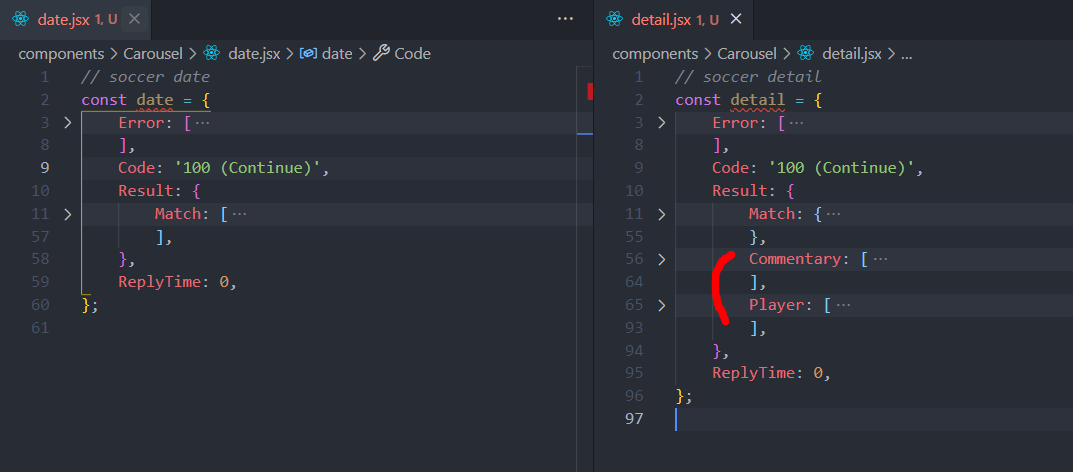 date.jsx 1, U
components > Carousel > date.jsx > date > Code
1 // soccer date
2 const date = {
3 Error: [ ···
8 ],
9 Code: '100 (Continue)',
10 Result: {
11 Match: [ ···
57 ],
58 },
59 ReplyTime: 0,
60 };
61
detail.jsx 1, U
components > Carousel > detail.jsx > ...
1 // soccer detail
2 const detail = {
3 Error: [ ···
8 ],
9 Code: '100 (Continue)',
10 Result: {
11 Match: { ···
55 },
56 Commentary: [ ···
64 ],
65 Player: [ ···
93 ],
94 },
95 ReplyTime: 0,
96 };
97